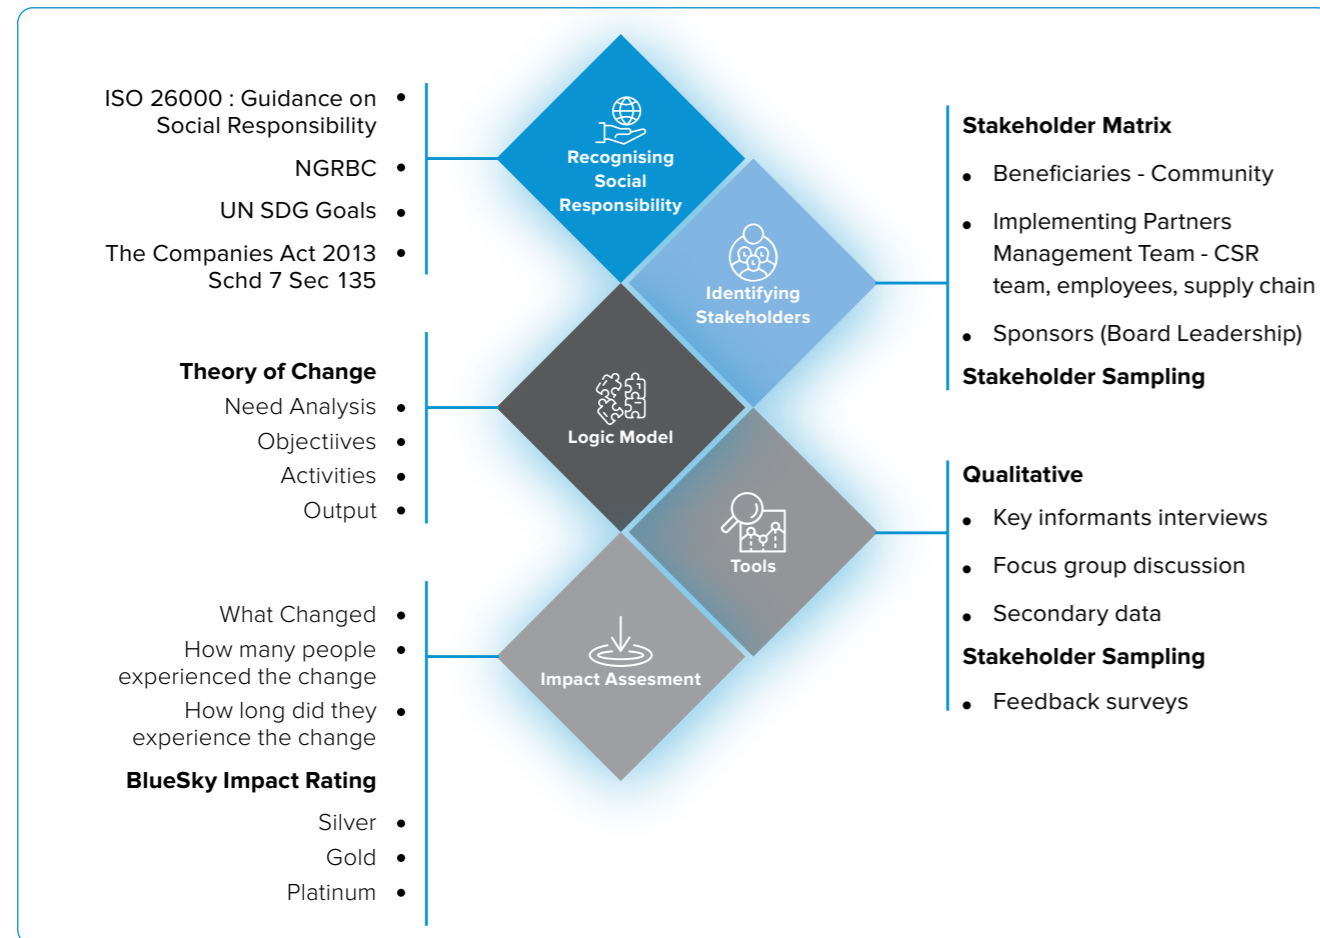 ISO 26000 : Guidance on
Social Responsibility
NGRBC
UN SDG Goals
The Companies Act 2013
Schd 7 Sec 135
Recognising
Social
Responsibility
Stakeholder Matrix
Beneficiaries - Community
Implementing Partners
Management Team - CSR
team, employees, supply chain
Sponsors (Board Leadership)
Stakeholder Sampling
Identifying
Stakeholders
Theory of Change
Need Analysis
Objectiives
Activities
Output
Logic Model
Qualitative
Key informants interviews
Focus group discussion
Secondary data
Stakeholder Sampling
Feedback surveys
Tools
What Changed
How many people
experienced the change
How long did they
experience the change
BlueSky Impact Rating
Silver
Gold
Platinum
Impact Assesment